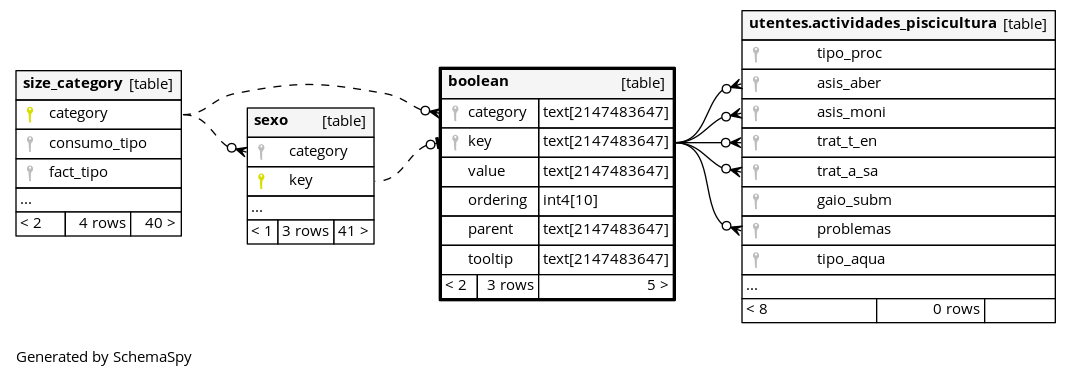 size_category [table]
category
consumo_tipo
fact_tipo
...
< 2 4 rows 40 >
sexo [table]
category
key
...
< 1 3 rows 41 >
boolean [table]
category text[2147483647]
key text[2147483647]
value text[2147483647]
ordering int4[10]
parent text[2147483647]
tooltip text[2147483647]
< 2 3 rows 5 >
utentes.actividades_piscicultura [table]
tipo_proc
asis_aber
asis_moni
trat_t_en
trat_a_sa
gaio_subm
problemas
tipo_aqua
...
< 8 0 rows
Generated by SchemaSpy